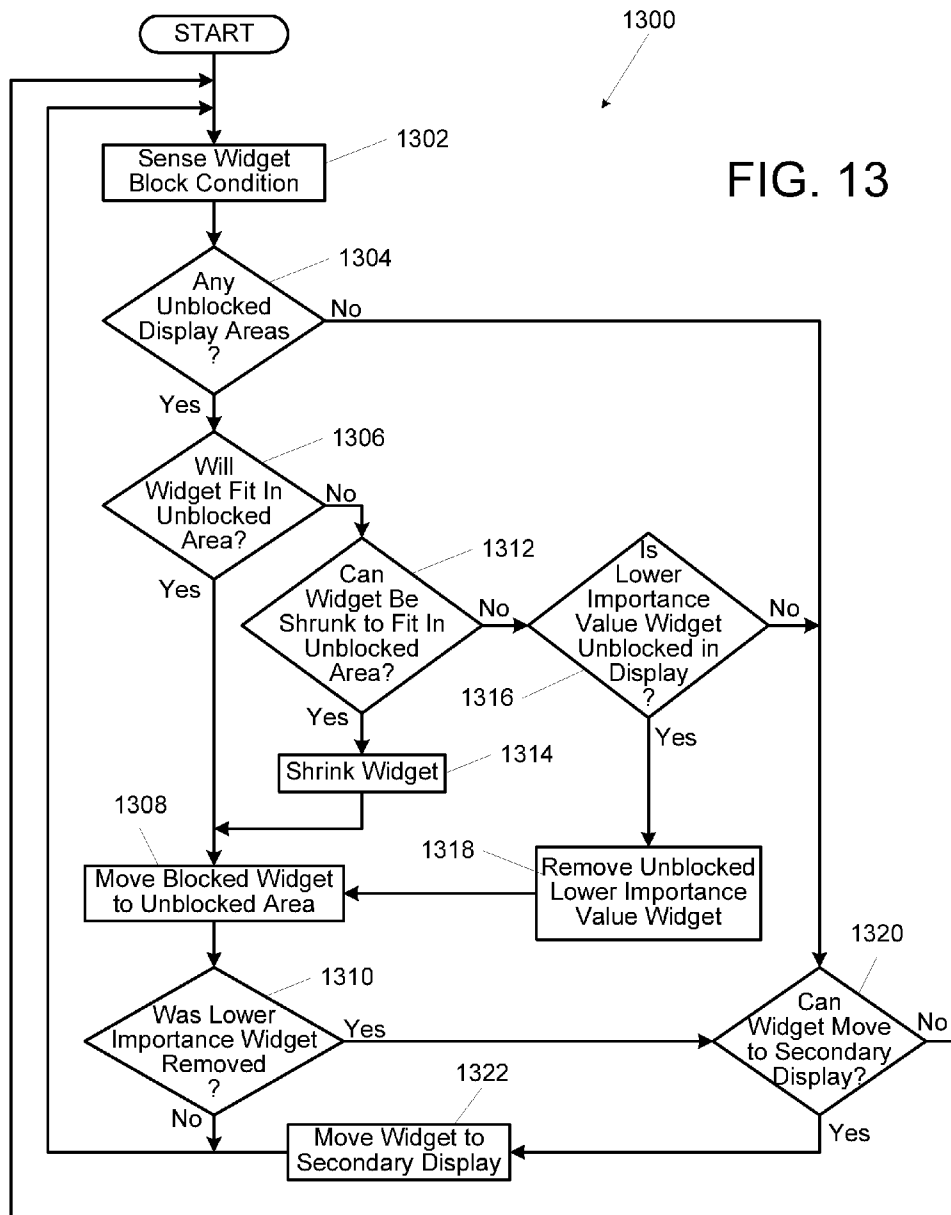 START
1300
1302
Sense Widget
Block Condition
FIG. 13
1304
Any
Unblocked
Display Areas
?
No
Yes
1306
Will
Widget Fit In
Unblocked
Area?
No
Yes
1312
Can
Widget Be
Shrunk to Fit In
Unblocked
Area?
No
Yes
Is
Lower
Importance
Value Widget
Unblocked in
Display
?
1316
No
Yes
Shrink Widget
1314
1308
Move Blocked Widget
to Unblocked Area
1318
Remove Unblocked
Lower Importance
Value Widget
1310
Was Lower
Importance Widget
Removed
?
Yes
No
1320
Can
Widget Move
to Secondary
Display?
No
Yes
1322
Move Widget to
Secondary Display